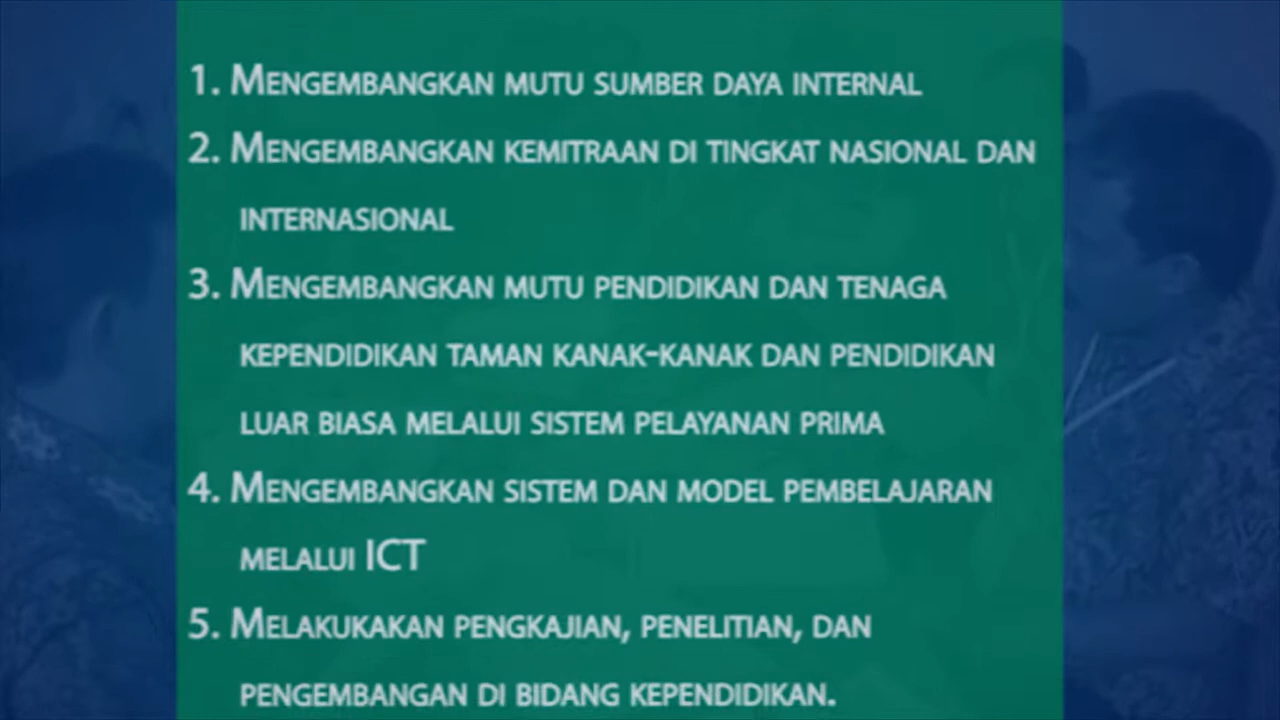 1. Mengembangkan mutu sumber daya internal
2. Mengembangkan kemitraan di tingkat nasional dan
internasional
3. Mengembangkan mutu pendidikan dan tenaga
kependidikan taman kanak-kanak dan pendidikan
luar biasa melalui sistem pelayanan prima
4. Mengembangkan sistem dan model pembelajaran
melalui ICT
5. Melakukakan pengkajian, penelitian, dan
pengembangan di bidang kependidikan.